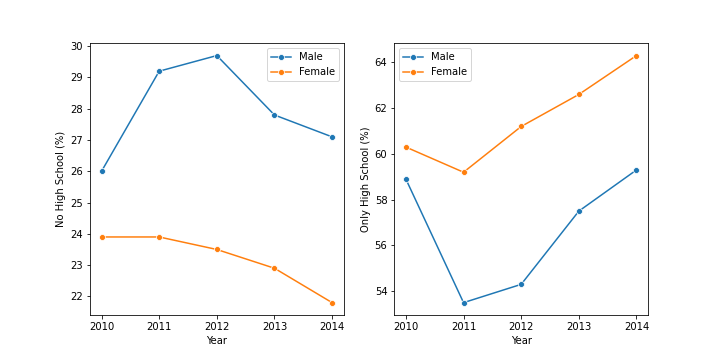 No High School (%)
30
29
28
27
26
25
24
23
22
Male
Female
2010 2011 2012 2013 2014
Year
Only High School (%)
64
62
60
58
56
54
Male
Female
2010 2011 2012 2013 2014
Year